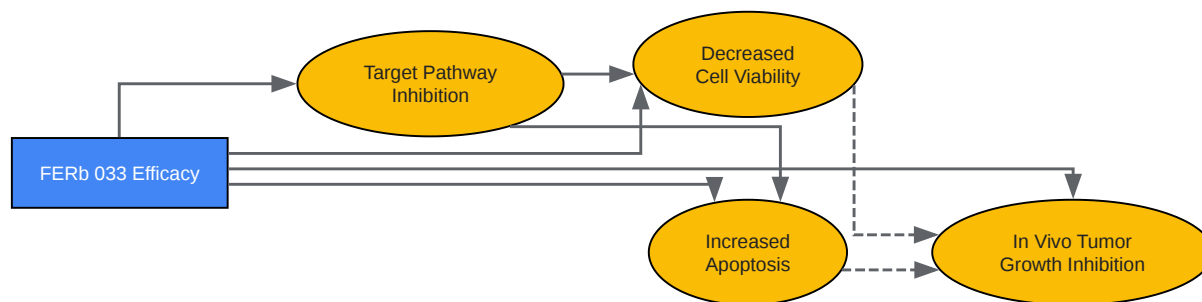 Target Pathway
Inhibition
Decreased
Cell Viability
FERb 033 Efficacy
Increased
Apoptosis
In Vivo Tumor
Growth Inhibition